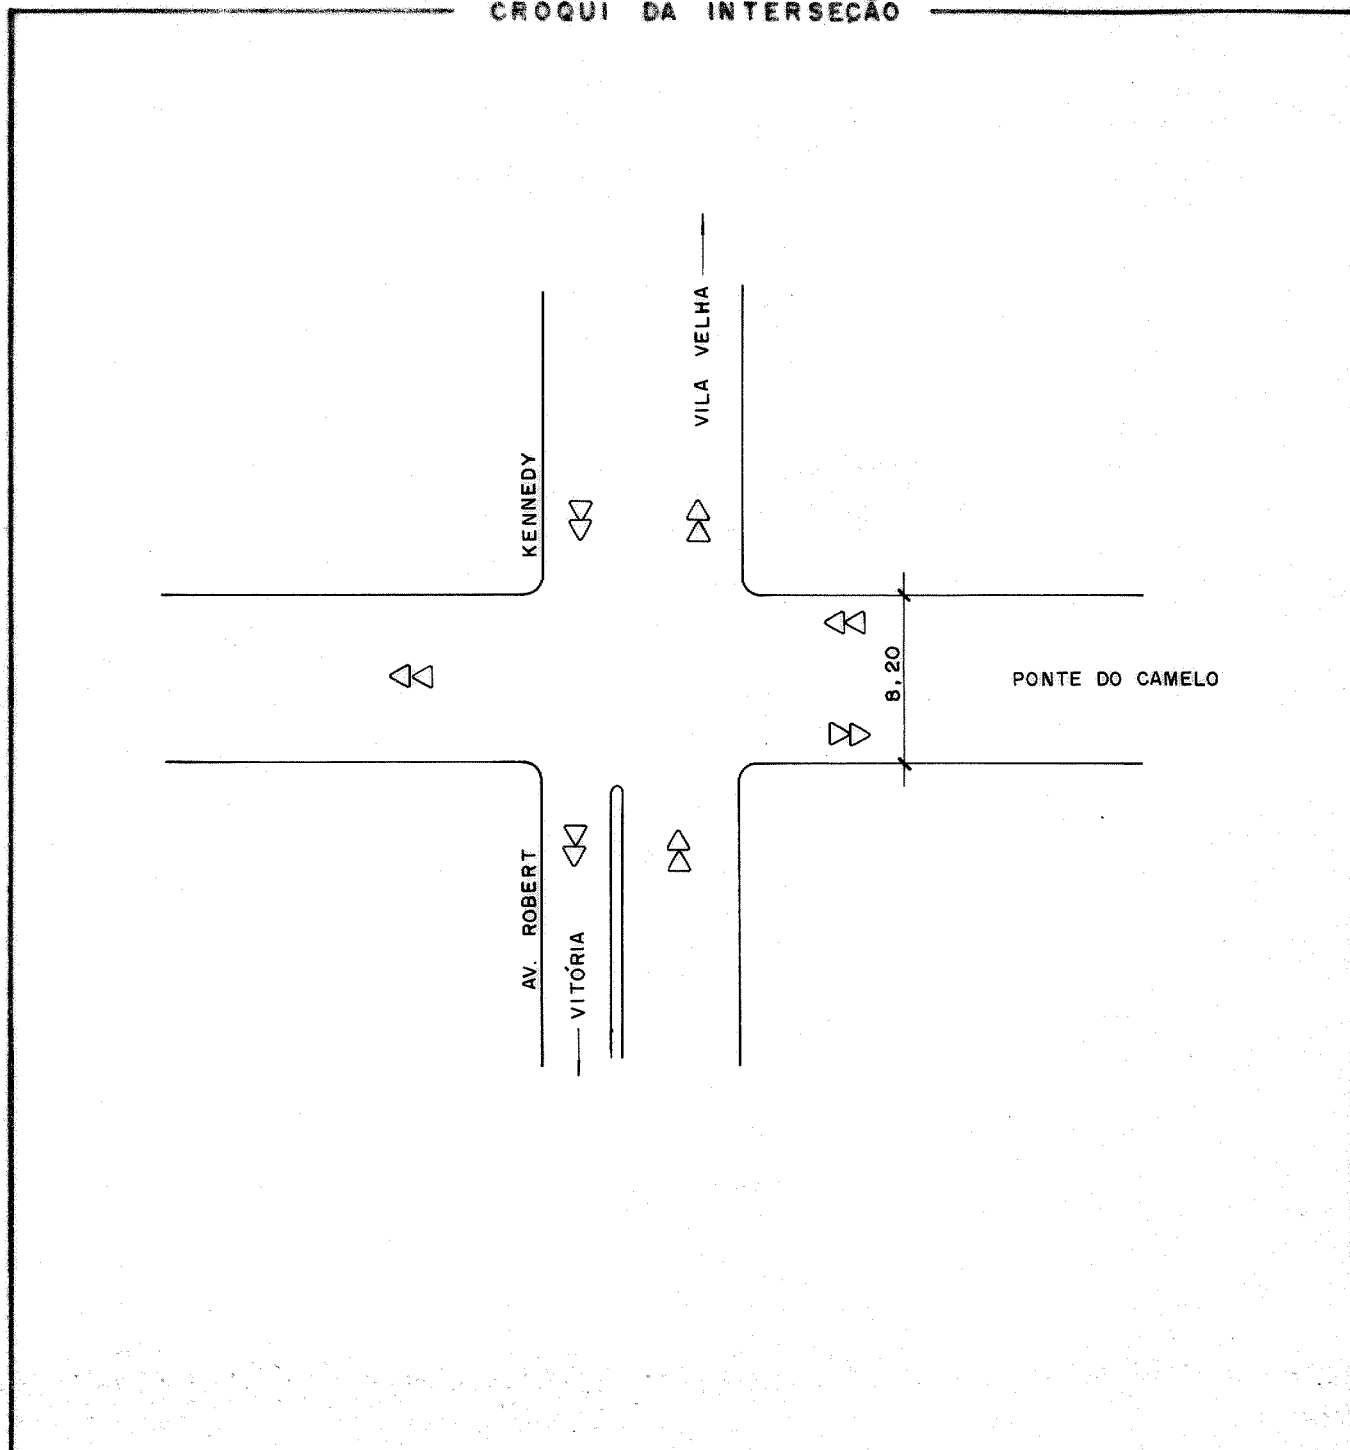 CROQUI DA INTERSEÇÃO
VILA VELHA
KENNEDY
8,20
PONTE DO CAMELO
AV. ROBERT
VITÓRIA